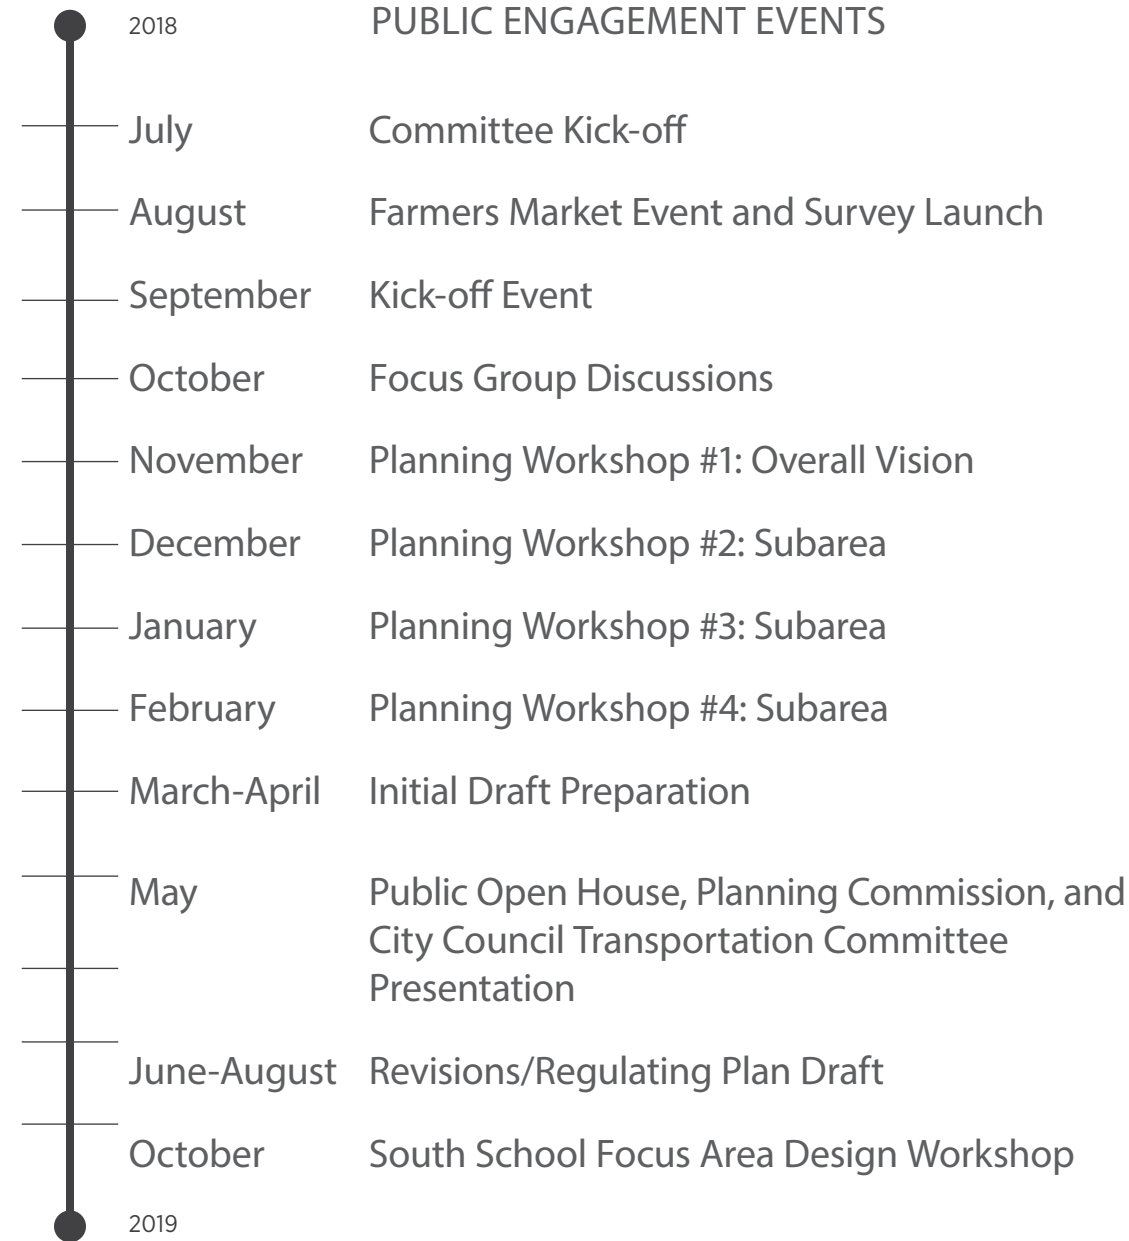 2018 PUBLIC ENGAGEMENT EVENTS
July Committee Kick-off
August Farmers Market Event and Survey Launch
September Kick-off Event
October Focus Group Discussions
November Planning Workshop #1: Overall Vision
December Planning Workshop #2: Subarea
January Planning Workshop #3: Subarea
February Planning Workshop #4: Subarea
March-April Initial Draft Preparation
May Public Open House, Planning Commission, and
City Council Transportation Committee
Presentation
June-August Revisions/Regulating Plan Draft
October South School Focus Area Design Workshop
2019